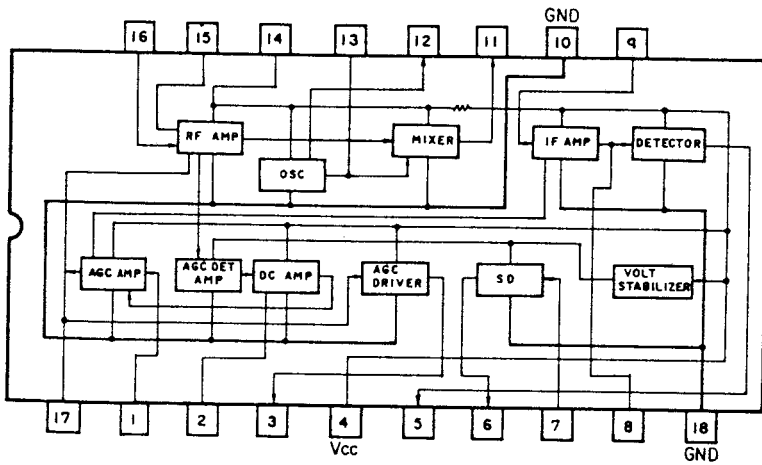 GND
16 15 14 13 12 11 10 9
RF AMP
OSC
MIXER
IF AMP
DETECTOR
AGC AMP
AGC DET
AMP
DC AMP
AGC
DRIVER
SD
VOLT
STABILIZER
17 1 2 3 4 5 6 7 8 18
Vcc
GND